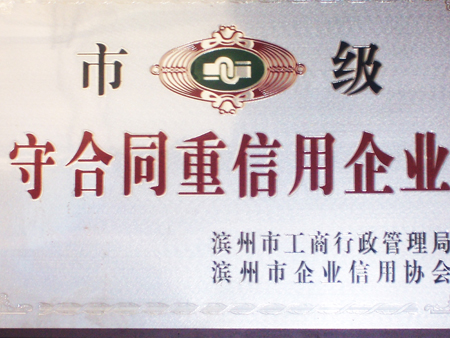 市级
守合同重信用企业
滨州市工商行政管理局
滨州市企业信用协会